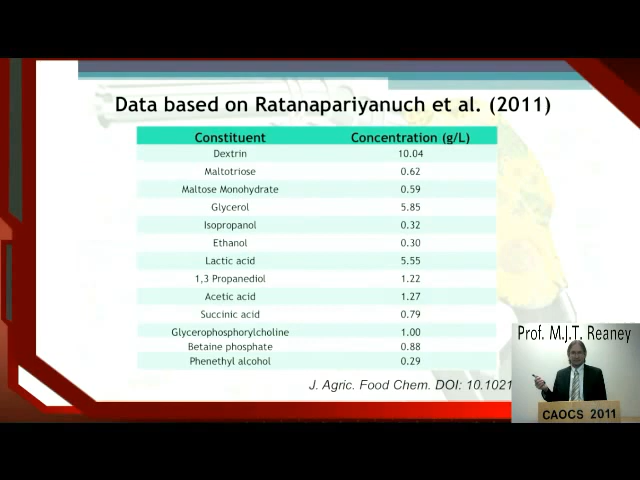 Data based on Ratanapariyanuch et al. (2011)
Constituent Concentration (g/L)
Dextrin 10.04
Maltotriose 0.62
Maltose Monohydrate 0.59
Glycerol 5.85
Isopropanol 0.32
Ethanol 0.30
Lactic acid 5.55
1,3 Propanediol 1.22
Acetic acid 1.27
Succinic acid 0.79
Glycerophosphorylcholine 1.00
Betaine phosphate 0.88
Phenethyl alcohol 0.29
J. Agric. Food Chem. DOI: 10.1021
Prof. M.J.T. Reaney
CAOCS 2011